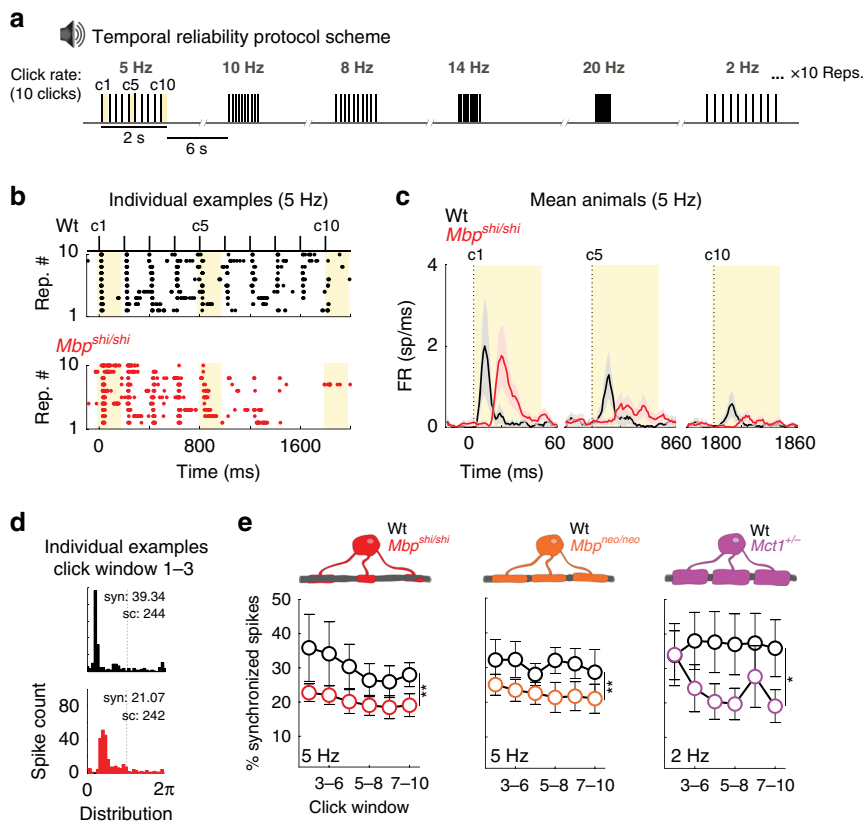 a
Temporal reliability protocol scheme
Click rate:
(10 clicks)
5 Hz
10 Hz
8 Hz
14 Hz
20 Hz
2 Hz
... ×10 Reps.
c1
c5
c10
2 s
6 s
b
Individual examples (5 Hz)
Wt
c1
c5
c10
Rep. #
10
1
Mbp^shi/shi
Rep. #
10
1
0
800
1600
Time (ms)
c
Mean animals (5 Hz)
Wt
Mbp^shi/shi
c1
c5
c10
FR (sp/ms)
4
2
0
0
60
800
860
1800
1860
Time (ms)
d
Individual examples
click window 1–3
syn: 39.34
sc: 244
syn: 21.07
sc: 242
Spike count
80
40
0
0
2π
Distribution
e
Wt
Mbp^shi/shi
Wt
Mbp^neo/neo
Wt
Mct1^+/–
% synchronized spikes
50
40
30
20
10
**
**
*
5 Hz
5 Hz
2 Hz
3–6
5–8
7–10
3–6
5–8
7–10
3–6
5–8
7–10
Click window